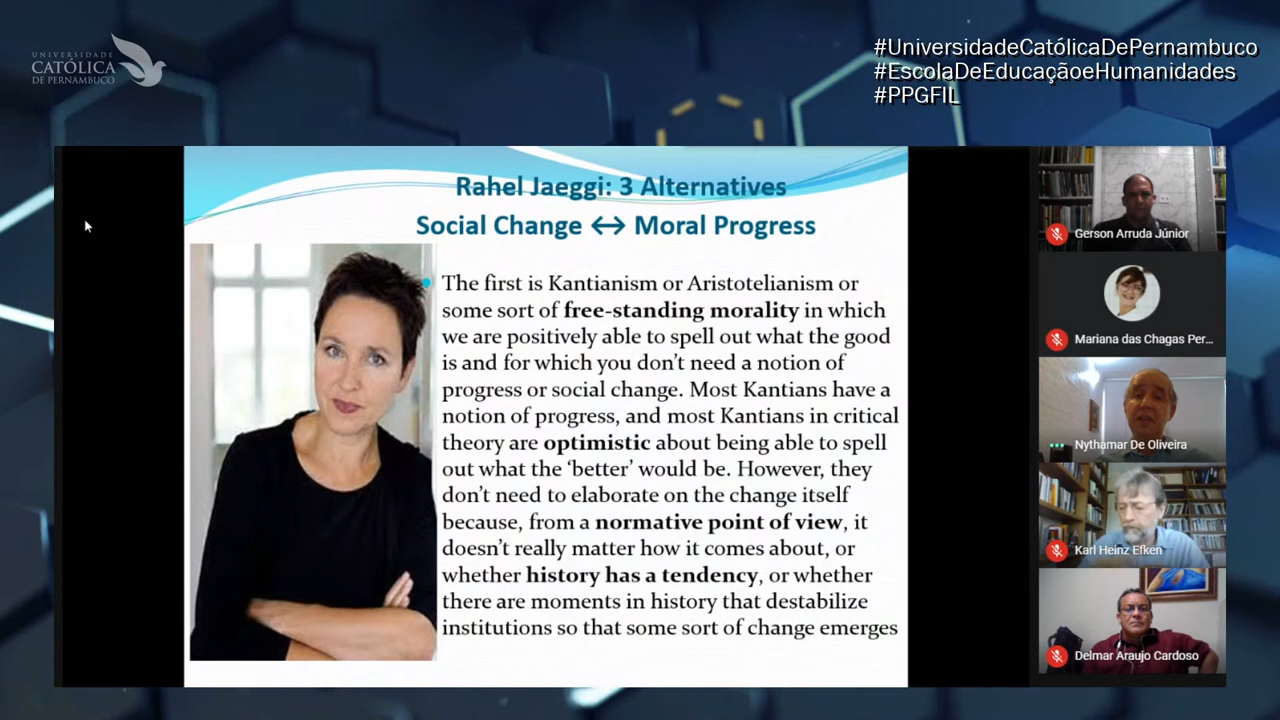 UNIVERSIDADE
CATÓLICA
DE PERNAMBUCO
#UniversidadeCatólicaDePernambuco
#EscolaDeEducaçãoeHumanidades
#PPGFIL
Rahel Jaeggi: 3 Alternatives
Social Change ↔ Moral Progress
The first is Kantianism or Aristotelianism or
some sort of free-standing morality in which
we are positively able to spell out what the good
is and for which you don’t need a notion of
progress or social change. Most Kantians have a
notion of progress, and most Kantians in critical
theory are optimistic about being able to spell
out what the ‘better’ would be. However, they
don’t need to elaborate on the change itself
because, from a normative point of view, it
doesn’t really matter how it comes about, or
whether history has a tendency, or whether
there are moments in history that destabilize
institutions so that some sort of change emerges
Gerson Arruda Júnior
Mariana das Chagas Per...
Nythamar De Oliveira
Karl Heinz Efken
Delmar Araujo Cardoso